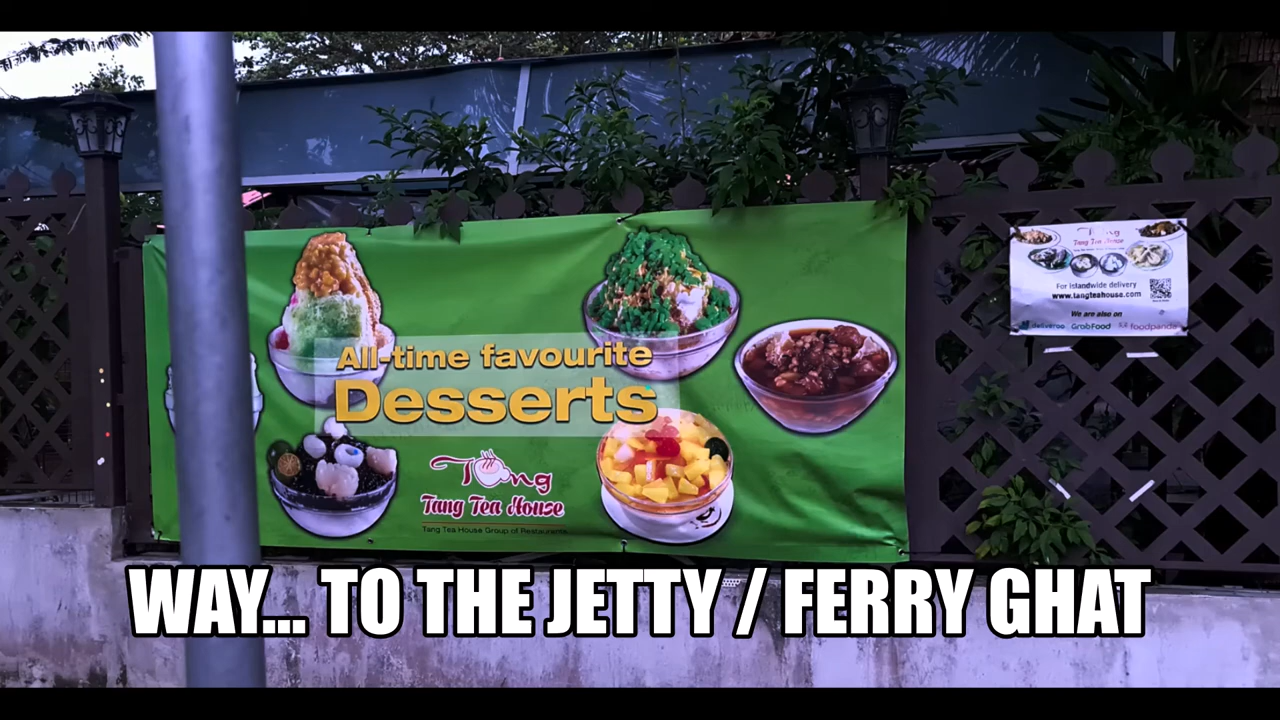 All-time favourite
Desserts
Tang
Tang Tea House
Tang Tea House Group of Restaurants
Tang
Tang Tea House
For Islandwide delivery
www.tangteahouse.com
We are also on
deliveroo GrabFood foodpanda
WAY... TO THE JETTY / FERRY GHAT